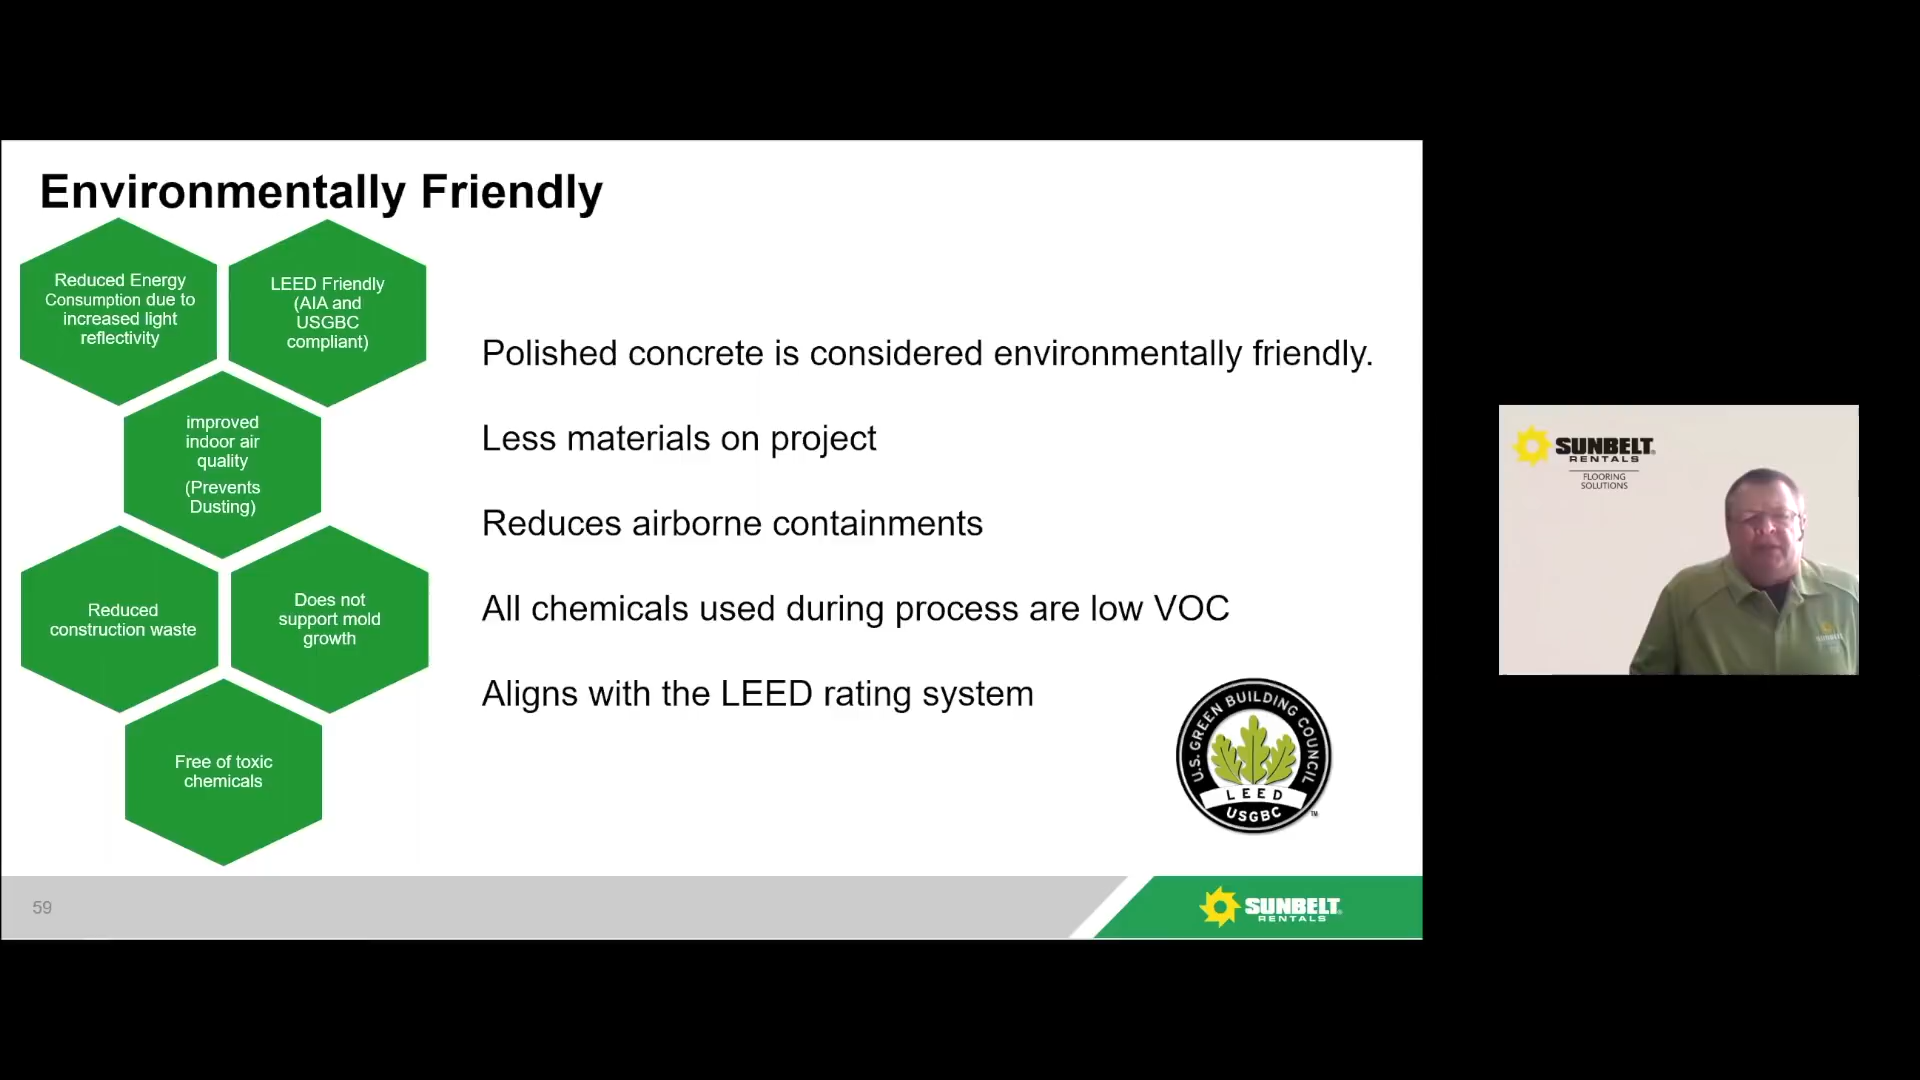 Environmentally Friendly
Reduced Energy
Consumption due to
increased light
reflectivity
LEED Friendly
(AIA and
USGBC
compliant)
improved
indoor air
quality
(Prevents
Dusting)
Reduced
construction waste
Does not
support mold
growth
Free of toxic
chemicals
Polished concrete is considered environmentally friendly.
Less materials on project
Reduces airborne containments
All chemicals used during process are low VOC
Aligns with the LEED rating system
U.S. GREEN BUILDING COUNCIL
LEED
USGBC
TM
59
SUNBELT
RENTALS
SUNBELT
RENTALS
FLOORING
SOLUTIONS
SUNBELT